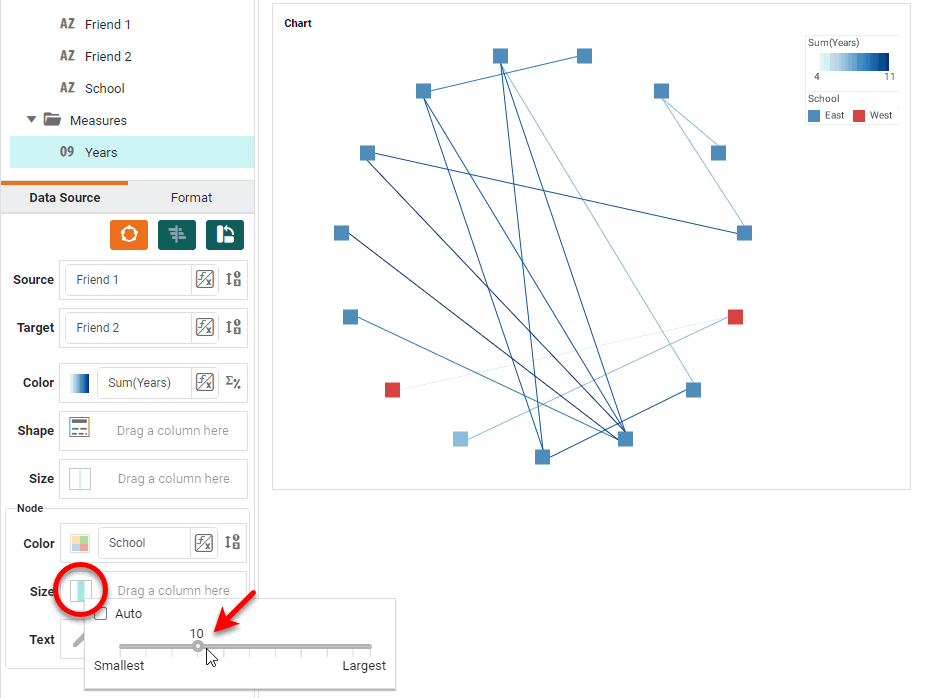 AZ Friend 1
AZ Friend 2
AZ School
Measures
09 Years
Data Source Format
Source Friend 1 f/x
Target Friend 2 f/x
Color Sum(Years) f/x Σ%
Shape Drag a column here
Size Drag a column here
Node
Color School f/x
Size Drag a column here
Auto
10
Text
Smallest Largest
Chart
Sum(Years)
4 11
School
East West